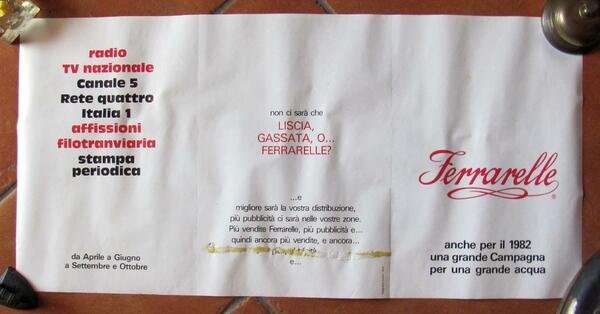 radio
TV nazionale
Canale 5
Rete quattro
Italia 1
affissioni
filotranviaria
stampa
periodica
da Aprile a Giugno
a Settembre e Ottobre
non ci sarà che
LISCIA,
GASSATA, O...
FERRARELLE?
...e
migliore sarà la vostra distribuzione,
più pubblicità ci sarà nelle vostre zone.
Più vendite Ferrarelle, più pubblicità e...
quindi ancora più vendite, e ancora...
e...
Ferrarelle®
anche per il 1982
una grande Campagna
per una grande acqua